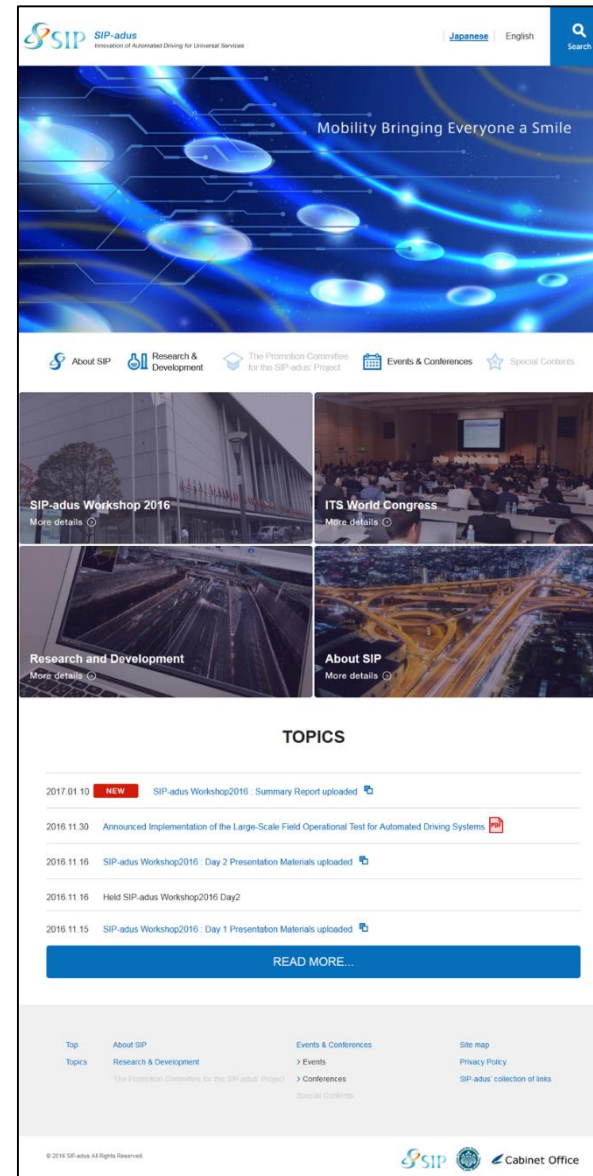 SIP
SIP-adus
Innovation of Automated Driving for Universal Services
Japanese
English
Search
Mobility Bringing Everyone a Smile
About SIP
Research &
Development
The Promotion Committee
for the SIP-adus' Project
Events & Conferences
Special Contents
SIP-adus Workshop 2016
More details
ITS World Congress
More details
Research and Development
More details
About SIP
More details
TOPICS
2017.01.10 NEW SIP-adus Workshop2016 : Summary Report uploaded
2016.11.30 Announced Implementation of the Large-Scale Field Operational Test for Automated Driving Systems PDF
2016.11.16 SIP-adus Workshop2016 : Day 2 Presentation Materials uploaded
2016.11.16 Held SIP-adus Workshop2016 Day2
2016.11.15 SIP-adus Workshop2016 : Day 1 Presentation Materials uploaded
READ MORE...
Top
Topics
About SIP
Research & Development
The Promotion Committee for the SIP-adus' Project
Events & Conferences
> Events
> Conferences
Special Contents
Site map
Privacy Policy
SIP-adus' collection of links
© 2016 SIP-adus All Rights Reserved.
SIP
Cabinet Office